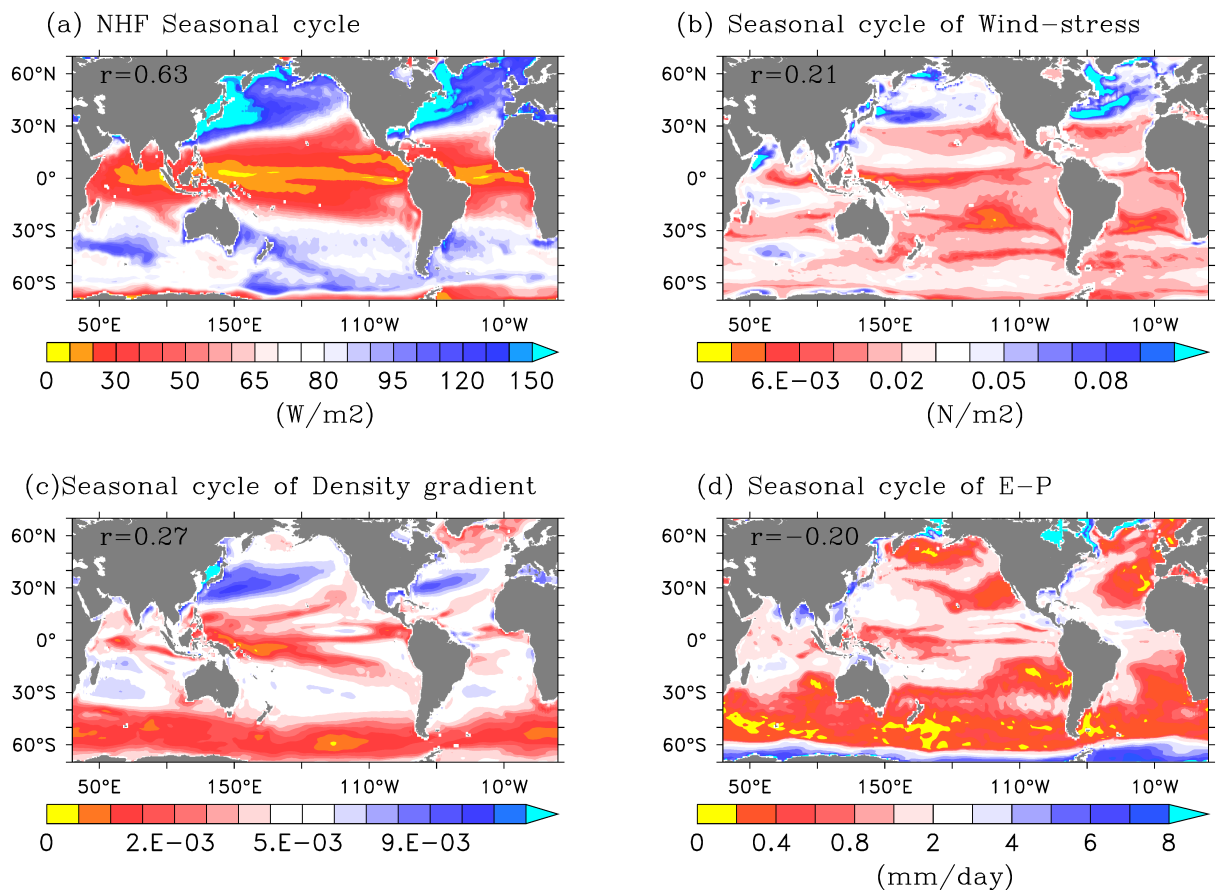 (a) NHF Seasonal cycle
(b) Seasonal cycle of Wind-stress
r=0.63
r=0.21
60°N
30°N
0°
30°S
60°S
50°E 150°E 110°W 10°W
60°N
30°N
0°
30°S
60°S
50°E 150°E 110°W 10°W
0 30 50 65 80 95 120 150
(W/m2)
0 6.E-03 0.02 0.05 0.08
(N/m2)
(c)Seasonal cycle of Density gradient
(d) Seasonal cycle of E-P
r=0.27
r=-0.20
60°N
30°N
0°
30°S
60°S
50°E 150°E 110°W 10°W
60°N
30°N
0°
30°S
60°S
50°E 150°E 110°W 10°W
0 2.E-03 5.E-03 9.E-03
0 0.4 0.8 2 4 6 8
(mm/day)